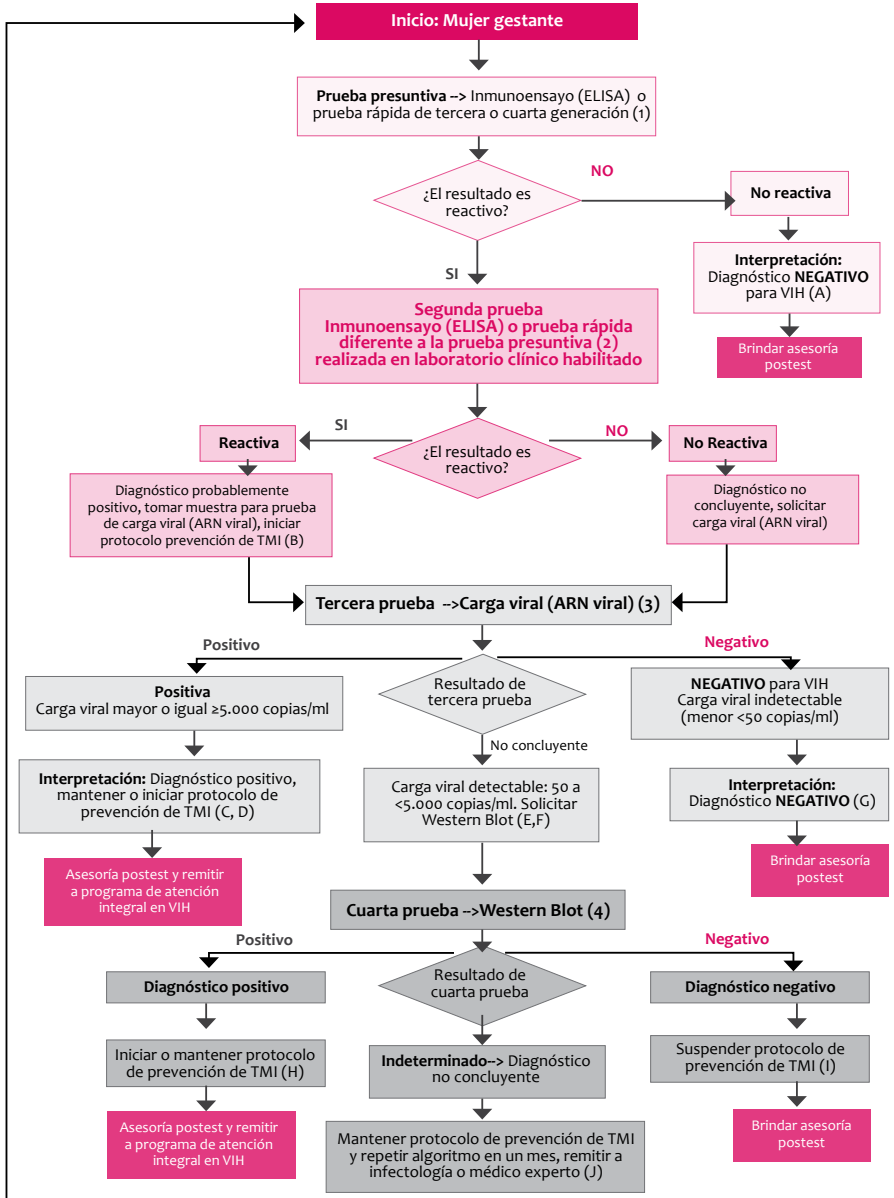 Inicio: Mujer gestante
Prueba presuntiva --> Inmunoensayo (ELISA) o
prueba rápida de tercera o cuarta generación (1)
¿El resultado es
reactivo?
NO
No reactiva
Interpretación:
Diagnóstico NEGATIVO
para VIH (A)
Brindar asesoría
postest
SI
Segunda prueba
Inmunoensayo (ELISA) o prueba rápida
diferente a la prueba presuntiva (2)
realizada en laboratorio clínico habilitado
¿El resultado es
reactivo?
SI
Reactiva
Diagnóstico probablemente
positivo, tomar muestra para prueba
de carga viral (ARN viral), iniciar
protocolo prevención de TMI (B)
NO
No Reactiva
Diagnóstico no
concluyente, solicitar
carga viral (ARN viral)
Tercera prueba -->Carga viral (ARN viral) (3)
Resultado de
tercera prueba
Positivo
Positiva
Carga viral mayor o igual ≥5.000 copias/ml
Interpretación: Diagnóstico positivo,
mantener o iniciar protocolo de
prevención de TMI (C, D)
Asesoría postest y remitir
a programa de atención
integral en VIH
No concluyente
Carga viral detectable: 50 a
<5.000 copias/ml. Solicitar
Western Blot (E,F)
Negativo
NEGATIVO para VIH
Carga viral indetectable
(menor <50 copias/ml)
Interpretación:
Diagnóstico NEGATIVO (G)
Brindar asesoría
postest
Cuarta prueba -->Western Blot (4)
Resultado de
cuarta prueba
Positivo
Diagnóstico positivo
Iniciar o mantener protocolo
de prevención de TMI (H)
Asesoría postest y remitir
a programa de atención
integral en VIH
Indeterminado--> Diagnóstico
no concluyente
Mantener protocolo de prevención de TMI
y repetir algoritmo en un mes, remitir a
infectología o médico experto (J)
Negativo
Diagnóstico negativo
Suspender protocolo de
prevención de TMI (I)
Brindar asesoría
postest